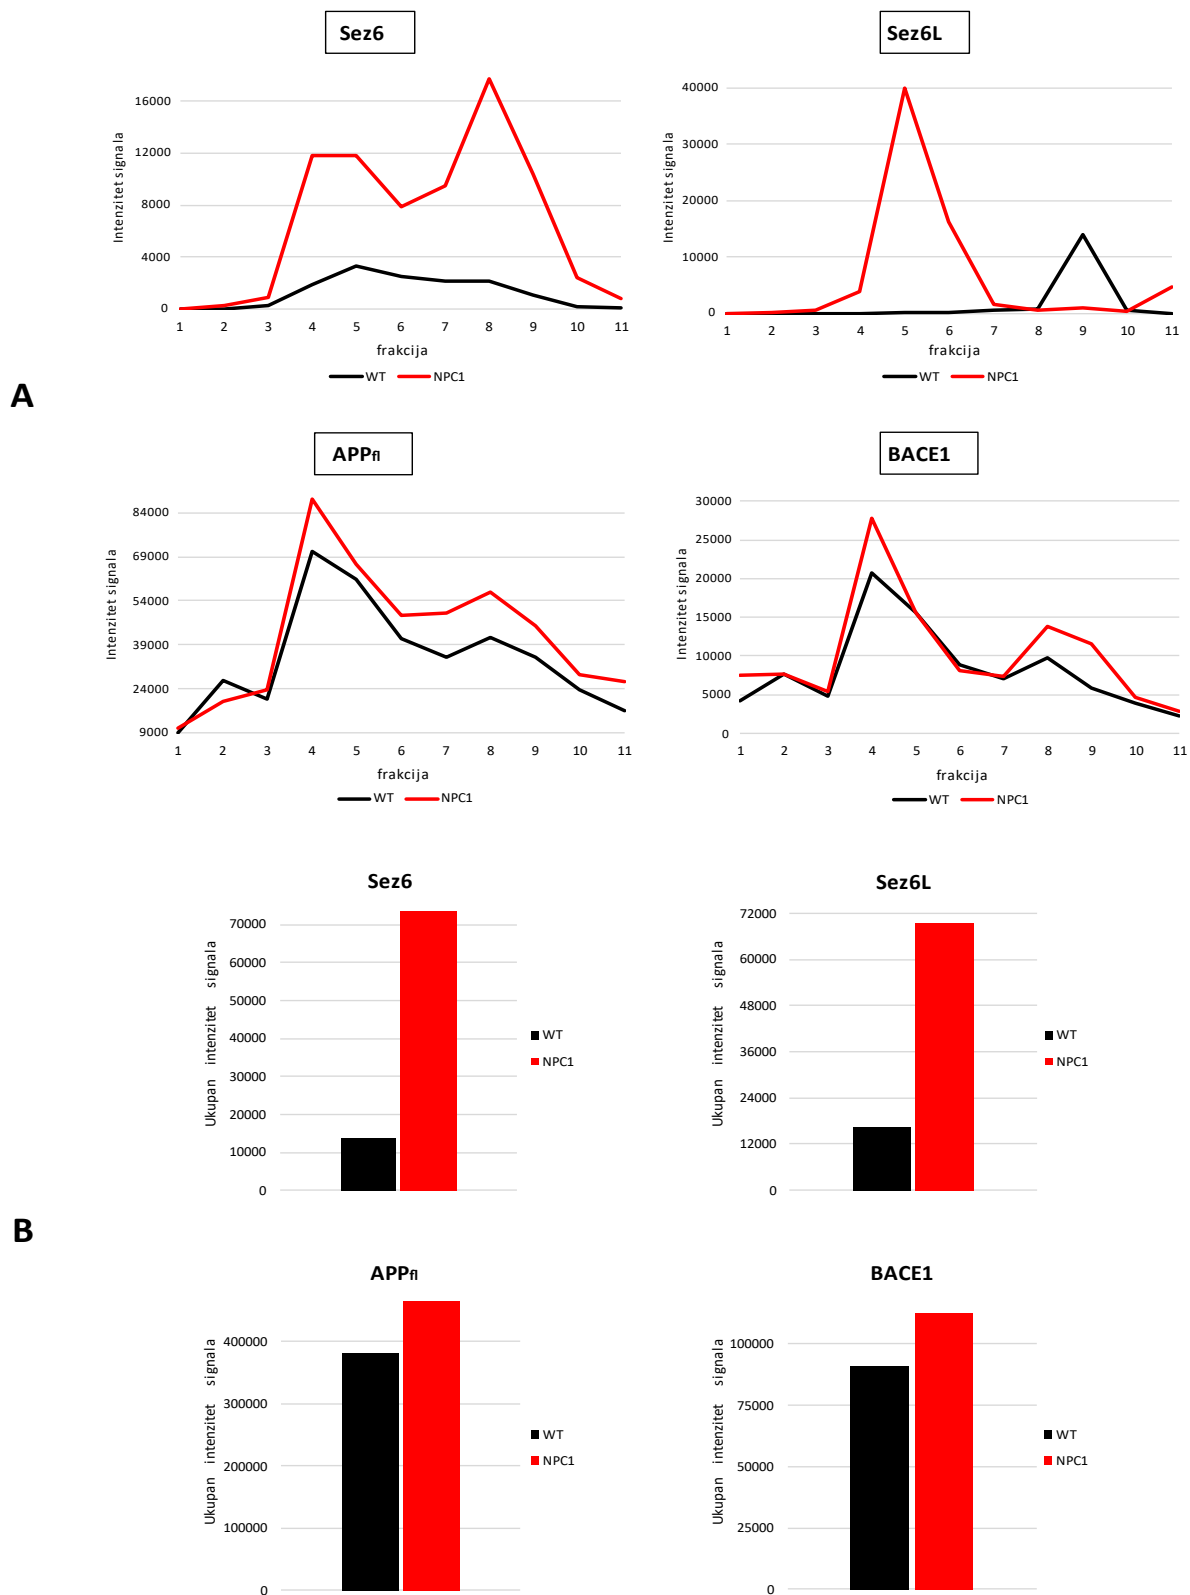 Sez6
Intenzitet signala
16000
12000
8000
4000
0
1 2 3 4 5 6 7 8 9 10 11
frakcija
WT NPC1
Sez6L
Intenzitet signala
40000
30000
20000
10000
0
1 2 3 4 5 6 7 8 9 10 11
frakcija
WT NPC1
A
APPfl
Intenzitet signala
84000
69000
54000
39000
24000
9000
1 2 3 4 5 6 7 8 9 10 11
frakcija
WT NPC1
BACE1
Intenzitet signala
30000
25000
20000
15000
10000
5000
0
1 2 3 4 5 6 7 8 9 10 11
frakcija
WT NPC1
Sez6
Ukupan intenzitet signala
70000
60000
50000
40000
30000
20000
10000
0
WT
NPC1
Sez6L
Ukupan intenzitet signala
72000
60000
48000
36000
24000
12000
0
WT
NPC1
B
APPfl
Ukupan intenzitet signala
400000
300000
200000
100000
0
WT
NPC1
BACE1
Ukupan intenzitet signala
100000
75000
50000
25000
0
WT
NPC1